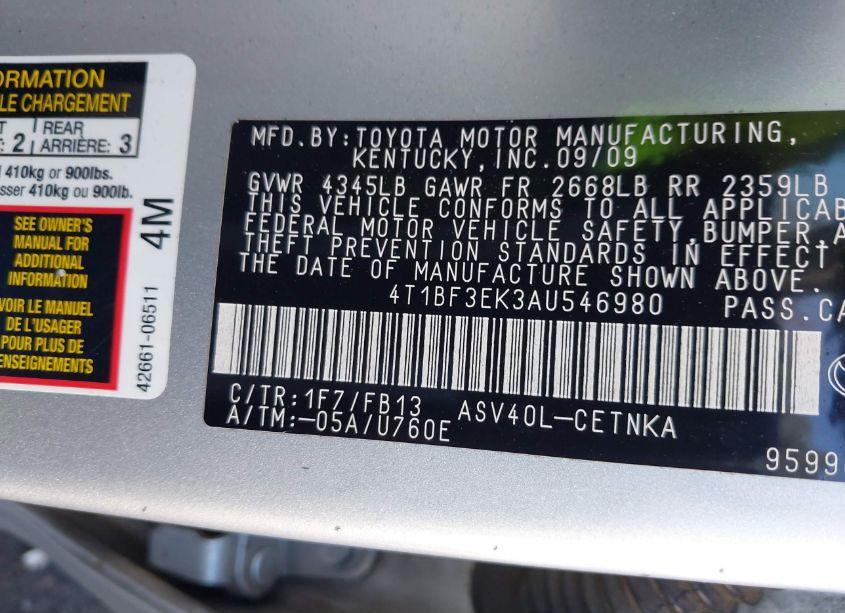 ORMATION
LE CHARGEMENT
T
: 2
REAR
ARRIÈRE: 3
410kg or 900lbs.
sser 410kg ou 900lb.
SEE OWNER'S
MANUAL FOR
ADDITIONAL
INFORMATION
VOIR LE MANUEL
DE L'USAGER
POUR PLUS DE
ENSEIGNEMENTS
4M
42661-06511
MFD.BY:TOYOTA MOTOR MANUFACTURING,
KENTUCKY,INC.09/09
GVWR 4345LB GAWR FR 2668LB RR 2359LB
THIS VEHICLE CONFORMS TO ALL APPLICAB
FEDERAL MOTOR VEHICLE SAFETY,BUMPER,A
THEFT PREVENTION STANDARDS IN EFFECT
THE DATE OF MANUFACTURE SHOWN ABOVE.
4T1BF3EK3AU546980 PASS.CA
C/TR:1F7/FB13 ASV40L-CETNKA
A/TM:-05A/U760E
9599